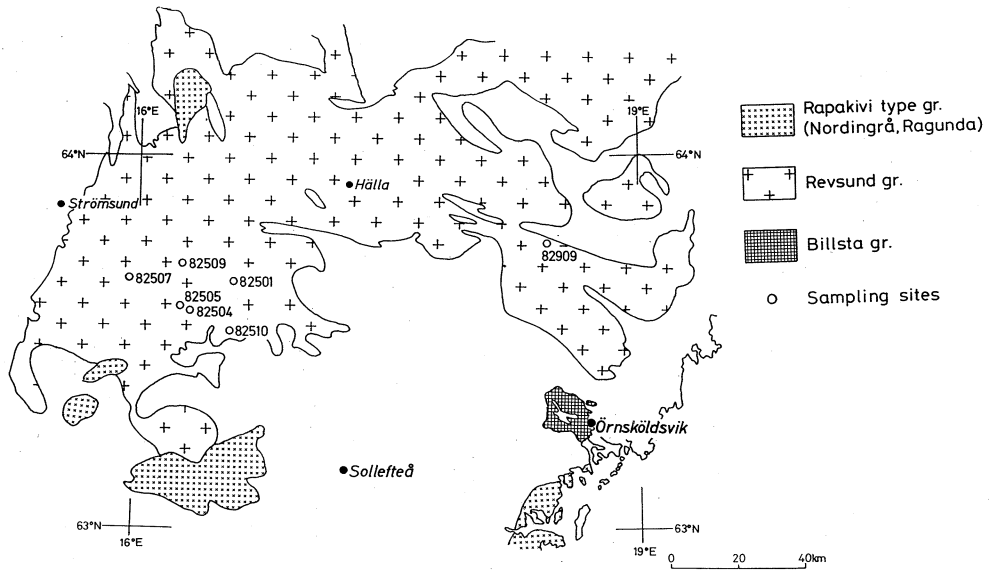 16°E
19°E
64°N
64°N
Strömsund
Hälla
82509
82507
82501
82505
82504
82510
82909
Örnsköldsvik
Sollefteå
63°N
16°E
63°N
19°E
0 20 40km
Rapakivi type gr.
(Nordingrå, Ragunda)
Revsund gr.
Billsta gr.
Sampling sites